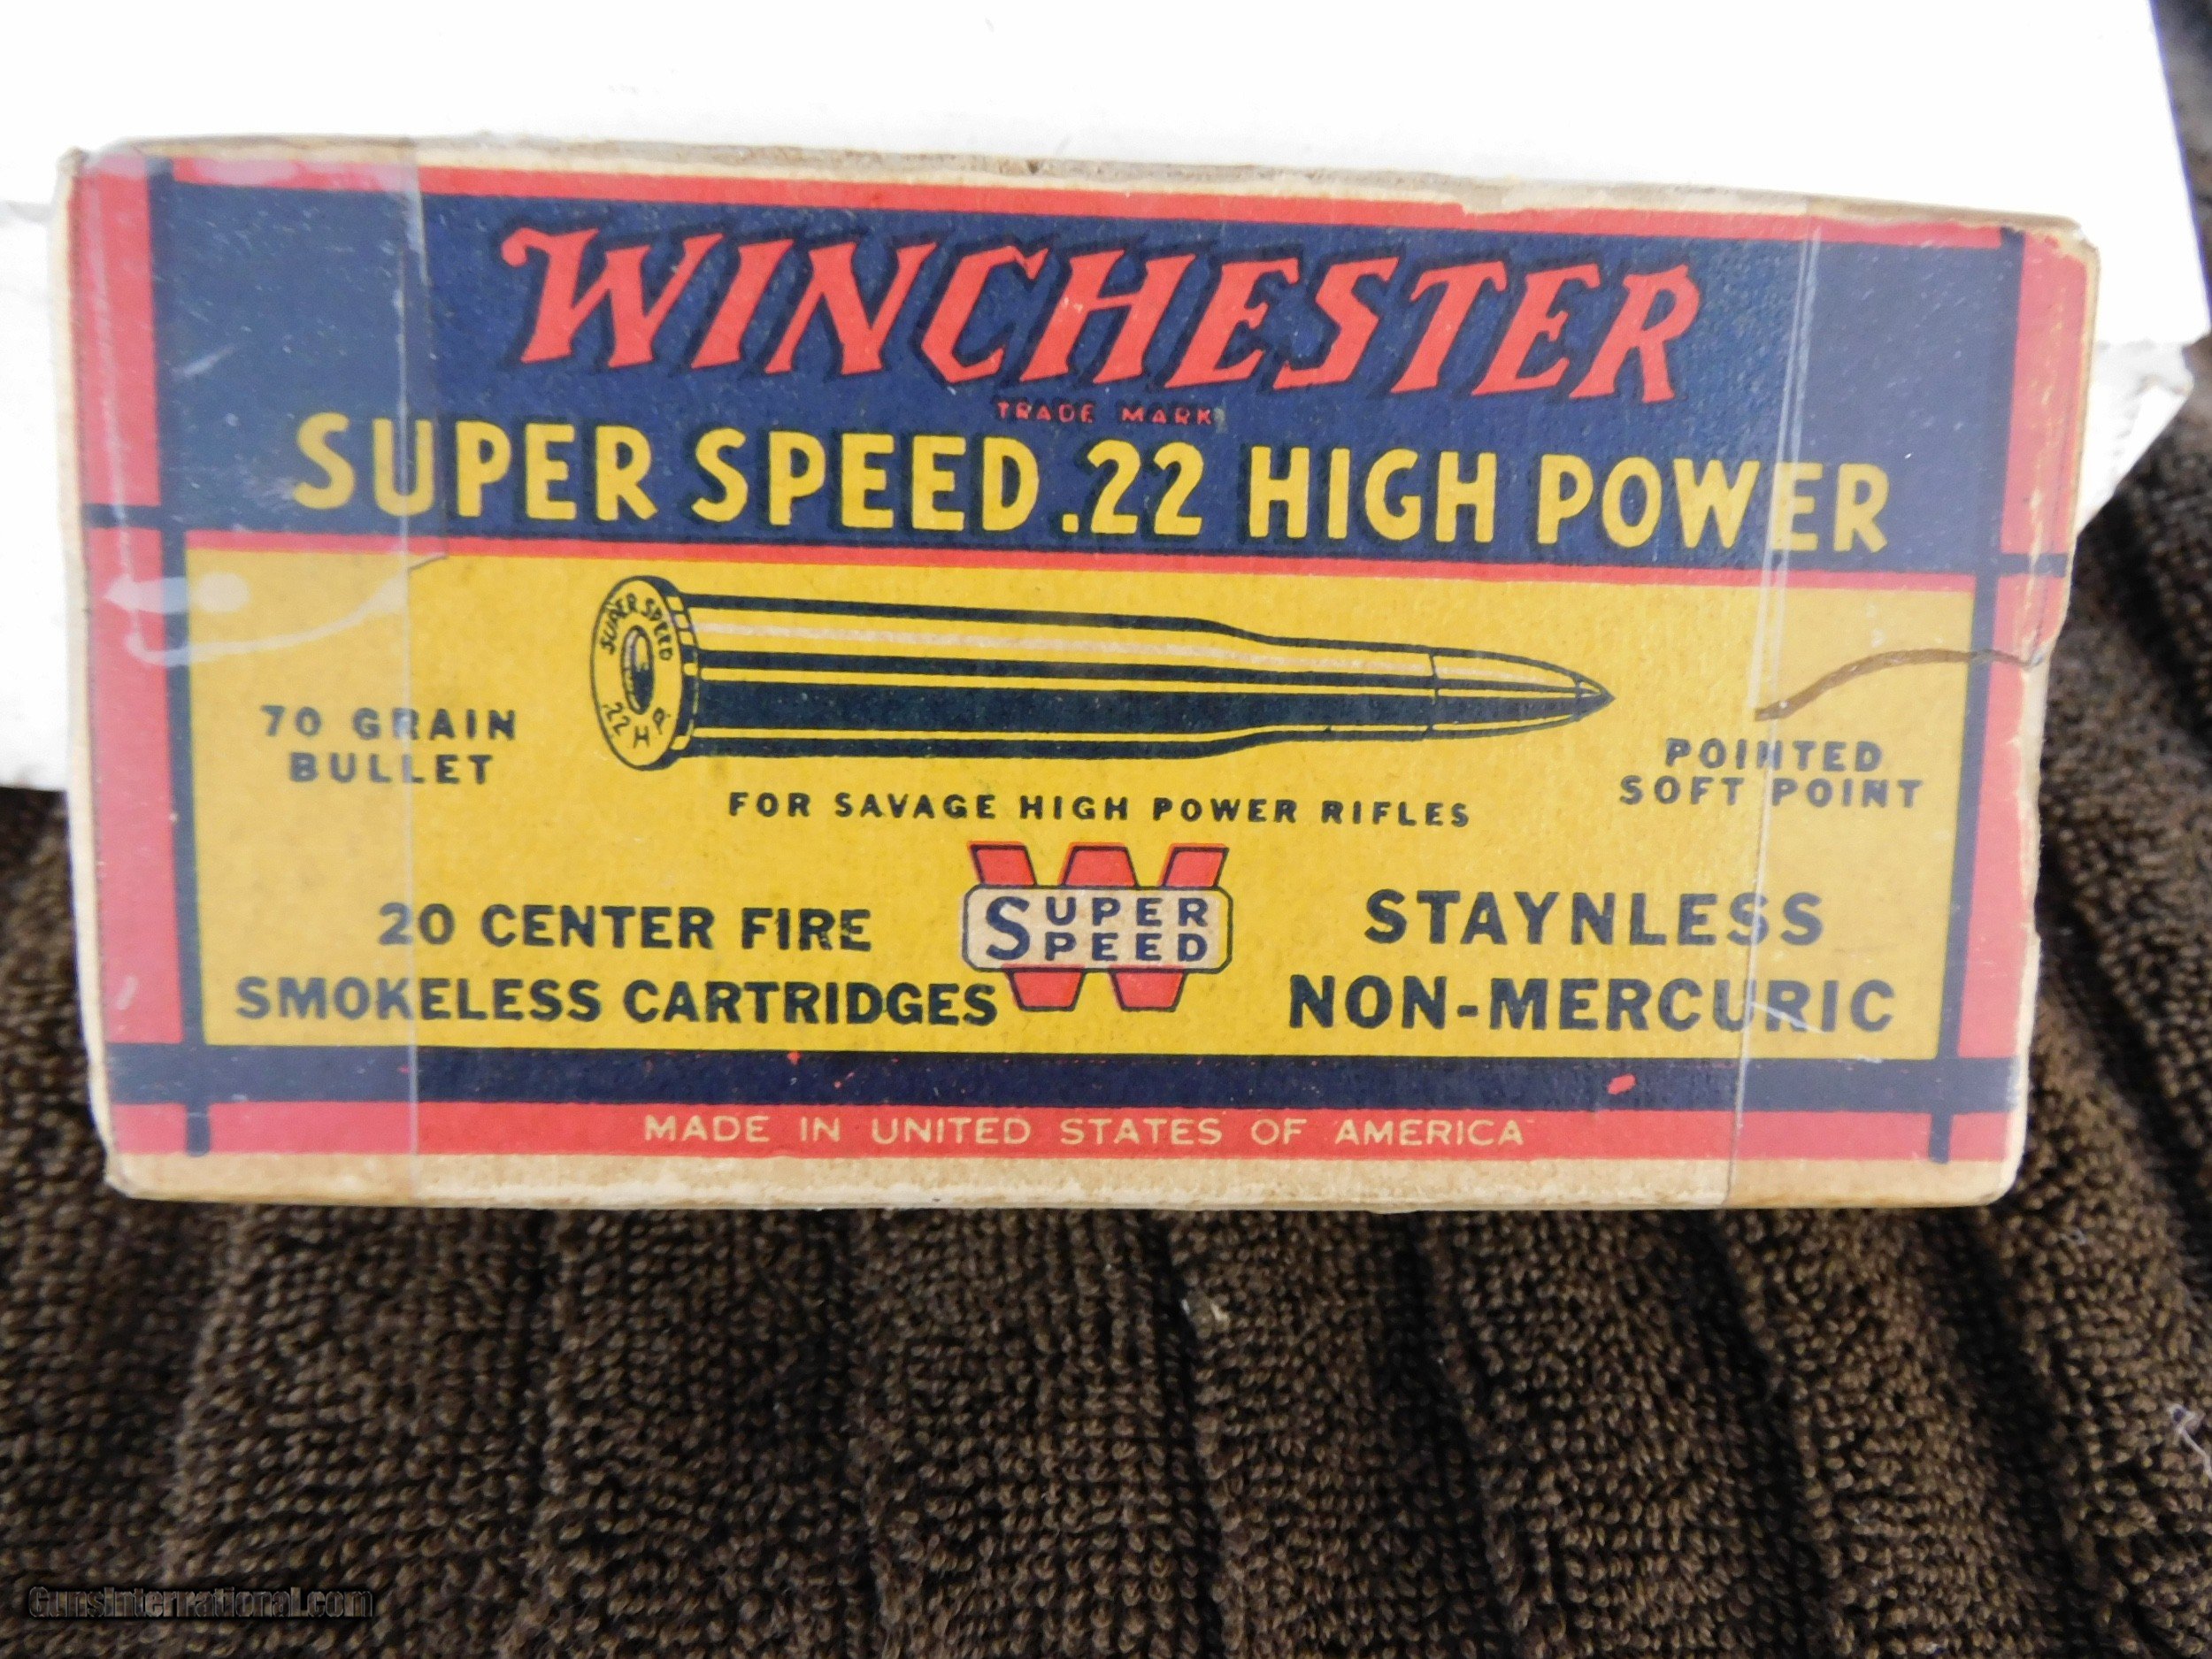 WINCHESTER
TRADE MARK
SUPER SPEED .22 HIGH POWER
SUPER SPEED
.22 H P
70 GRAIN
BULLET
POINTED
SOFT POINT
FOR SAVAGE HIGH POWER RIFLES
20 CENTER FIRE
SMOKELESS CARTRIDGES
SUPER
SPEED
STAYNLESS
NON-MERCURIC
MADE IN UNITED STATES OF AMERICA
GunsInternational.com